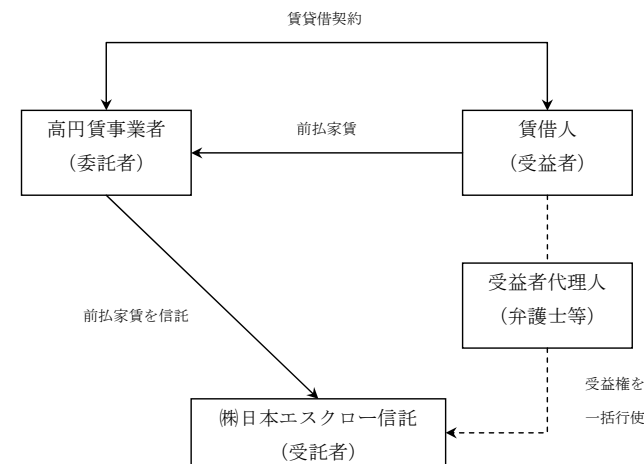 賃貸借契約
高円賃事業者
（委託者）
前払家賃
賃借人
（受益者）
受益者代理人
（弁護士等）
前払家賃を信託
受益権を
一括行使
㈱日本エスクロー信託
（受託者）